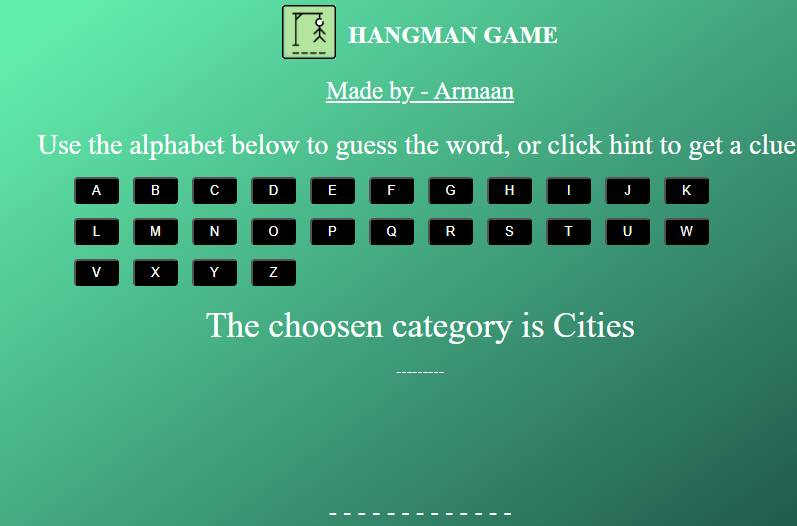 HANGMAN GAME
Made by - Armaan
Use the alphabet below to guess the word, or click hint to get a clue
A B C D E F G H I J K
L M N O P Q R S T U W
V X Y Z
The choosen category is Cities
---------
- - - - - - - - - - - - -